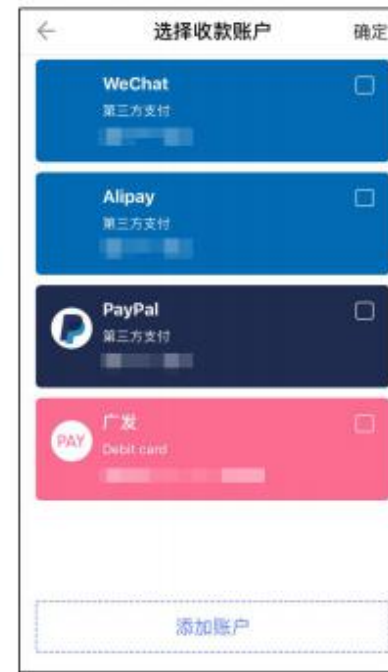 选择收款账户 确定
WeChat
第三方支付
Alipay
第三方支付
PayPal
第三方支付
PAY
广发
Debit card
添加账户